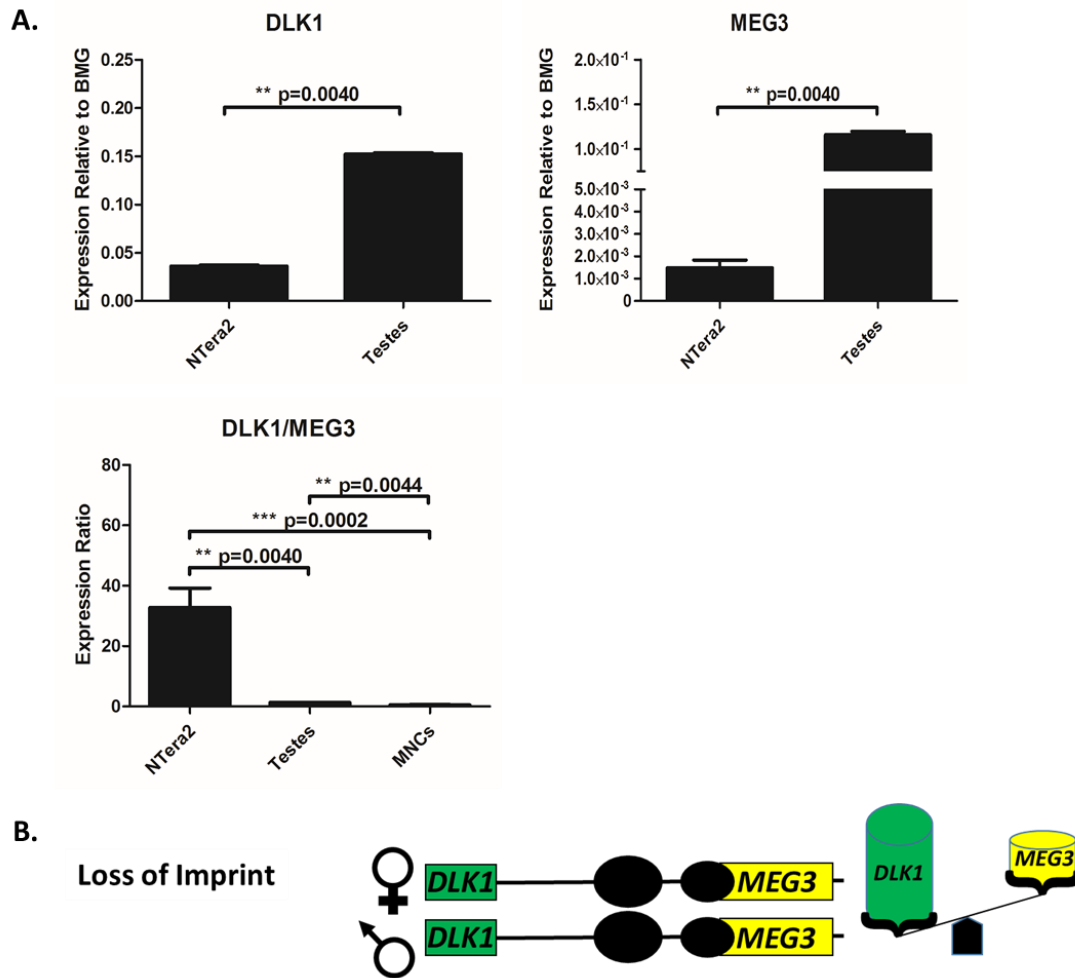 A.
DLK1
Expression Relative to BMG
0.25
0.20
0.15
0.10
0.05
0.00
** p=0.0040
NTera2
Testes
MEG3
Expression Relative to BMG
2.0×10⁻¹
1.5×10⁻¹
1.0×10⁻¹
5.0×10⁻³
4.0×10⁻³
3.0×10⁻³
2.0×10⁻³
1.0×10⁻³
0
** p=0.0040
NTera2
Testes
DLK1/MEG3
Expression Ratio
80
60
40
20
0
** p=0.0044
*** p=0.0002
** p=0.0040
NTera2
Testes
MNCs
B.
Loss of Imprint
DLK1
MEG3
DLK1
MEG3
DLK1
MEG3